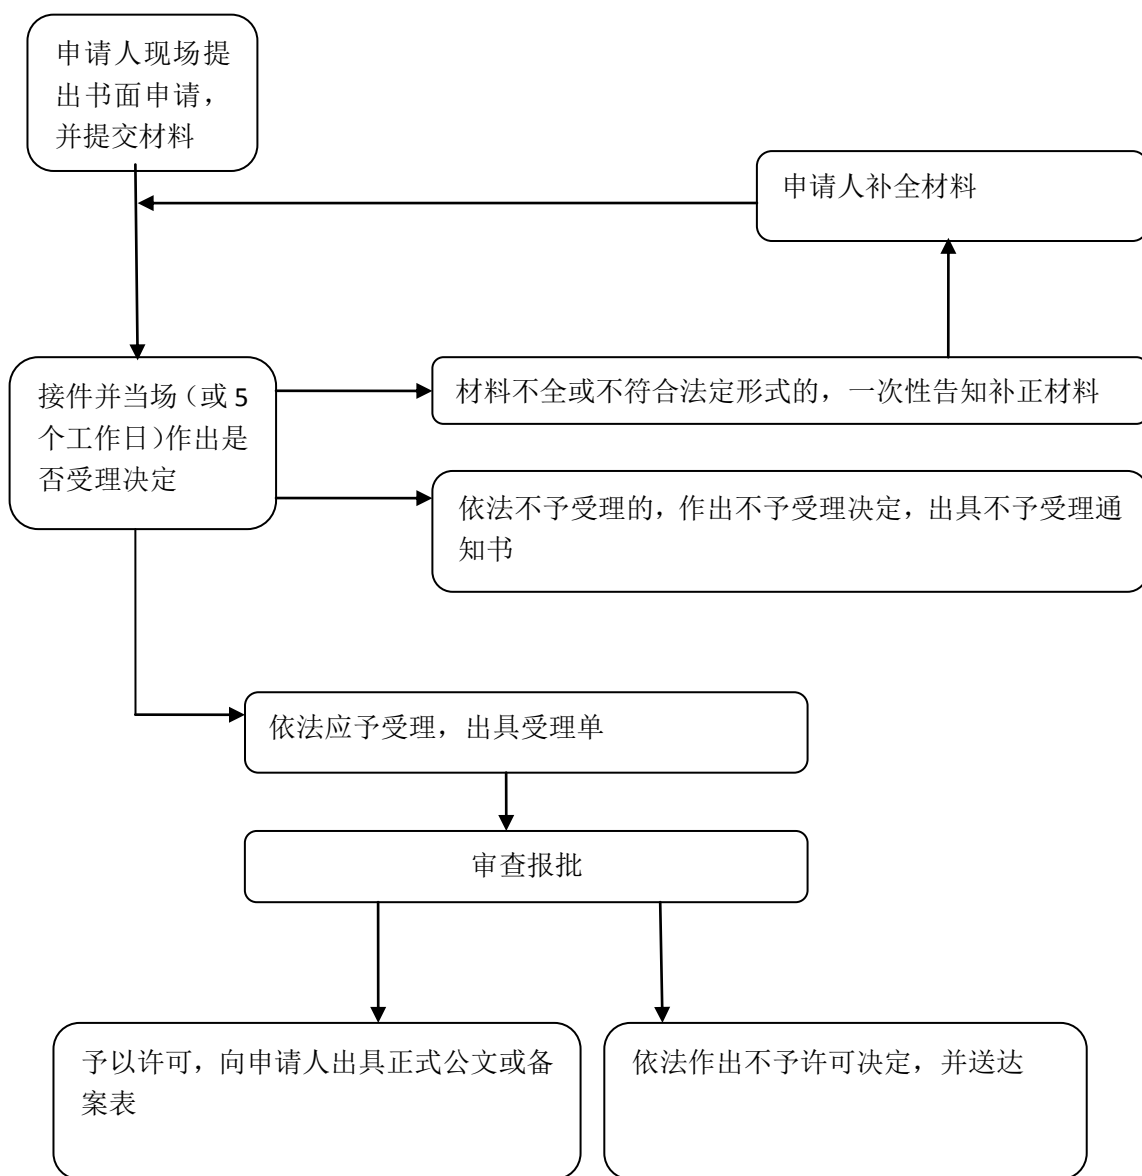 申请人现场提
出书面申请，
并提交材料
申请人补全材料
接件并当场（或5
个工作日）作出是
否受理决定
材料不全或不符合法定形式的，一次性告知补正材料
依法不予受理的，作出不予受理决定，出具不予受理通
知书
依法应予受理，出具受理单
审查报批
予以许可，向申请人出具正式公文或备
案表
依法作出不予许可决定，并送达